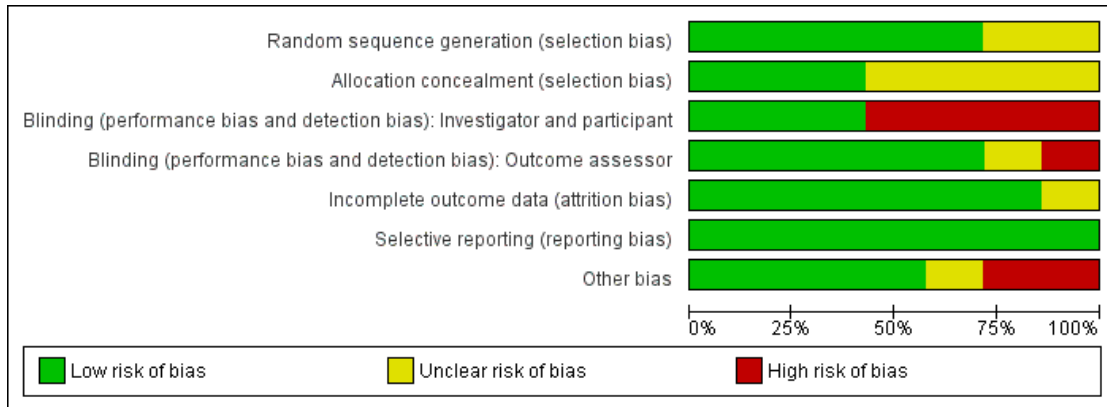 Random sequence generation (selection bias)
Allocation concealment (selection bias)
Blinding (performance bias and detection bias): Investigator and participant
Blinding (performance bias and detection bias): Outcome assessor
Incomplete outcome data (attrition bias)
Selective reporting (reporting bias)
Other bias
0% 25% 50% 75% 100%
Low risk of bias Unclear risk of bias High risk of bias